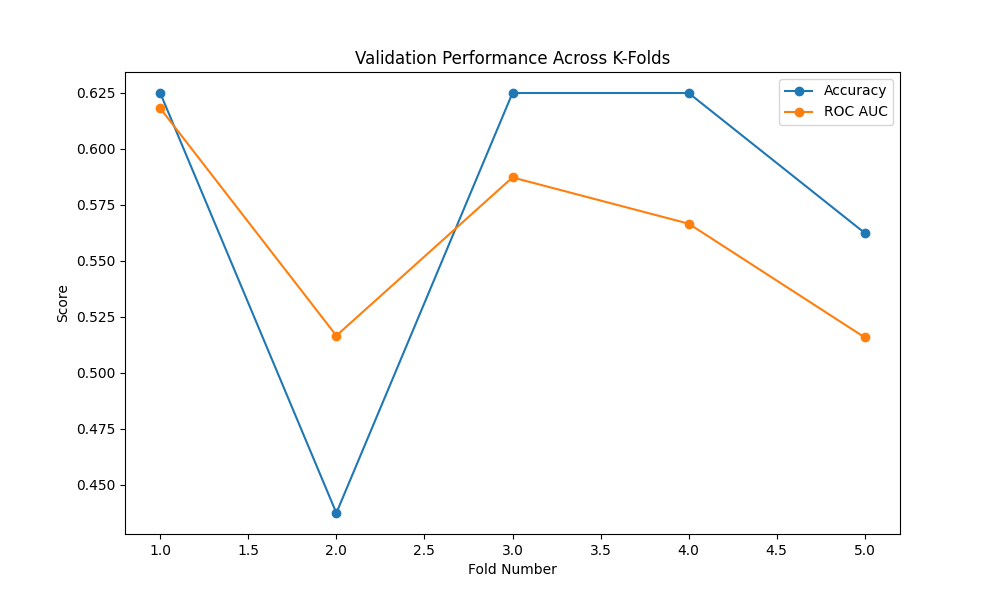 Validation Performance Across K-Folds
Accuracy
ROC AUC
Score
0.625
0.600
0.575
0.550
0.525
0.500
0.475
0.450
1.0 1.5 2.0 2.5 3.0 3.5 4.0 4.5 5.0
Fold Number